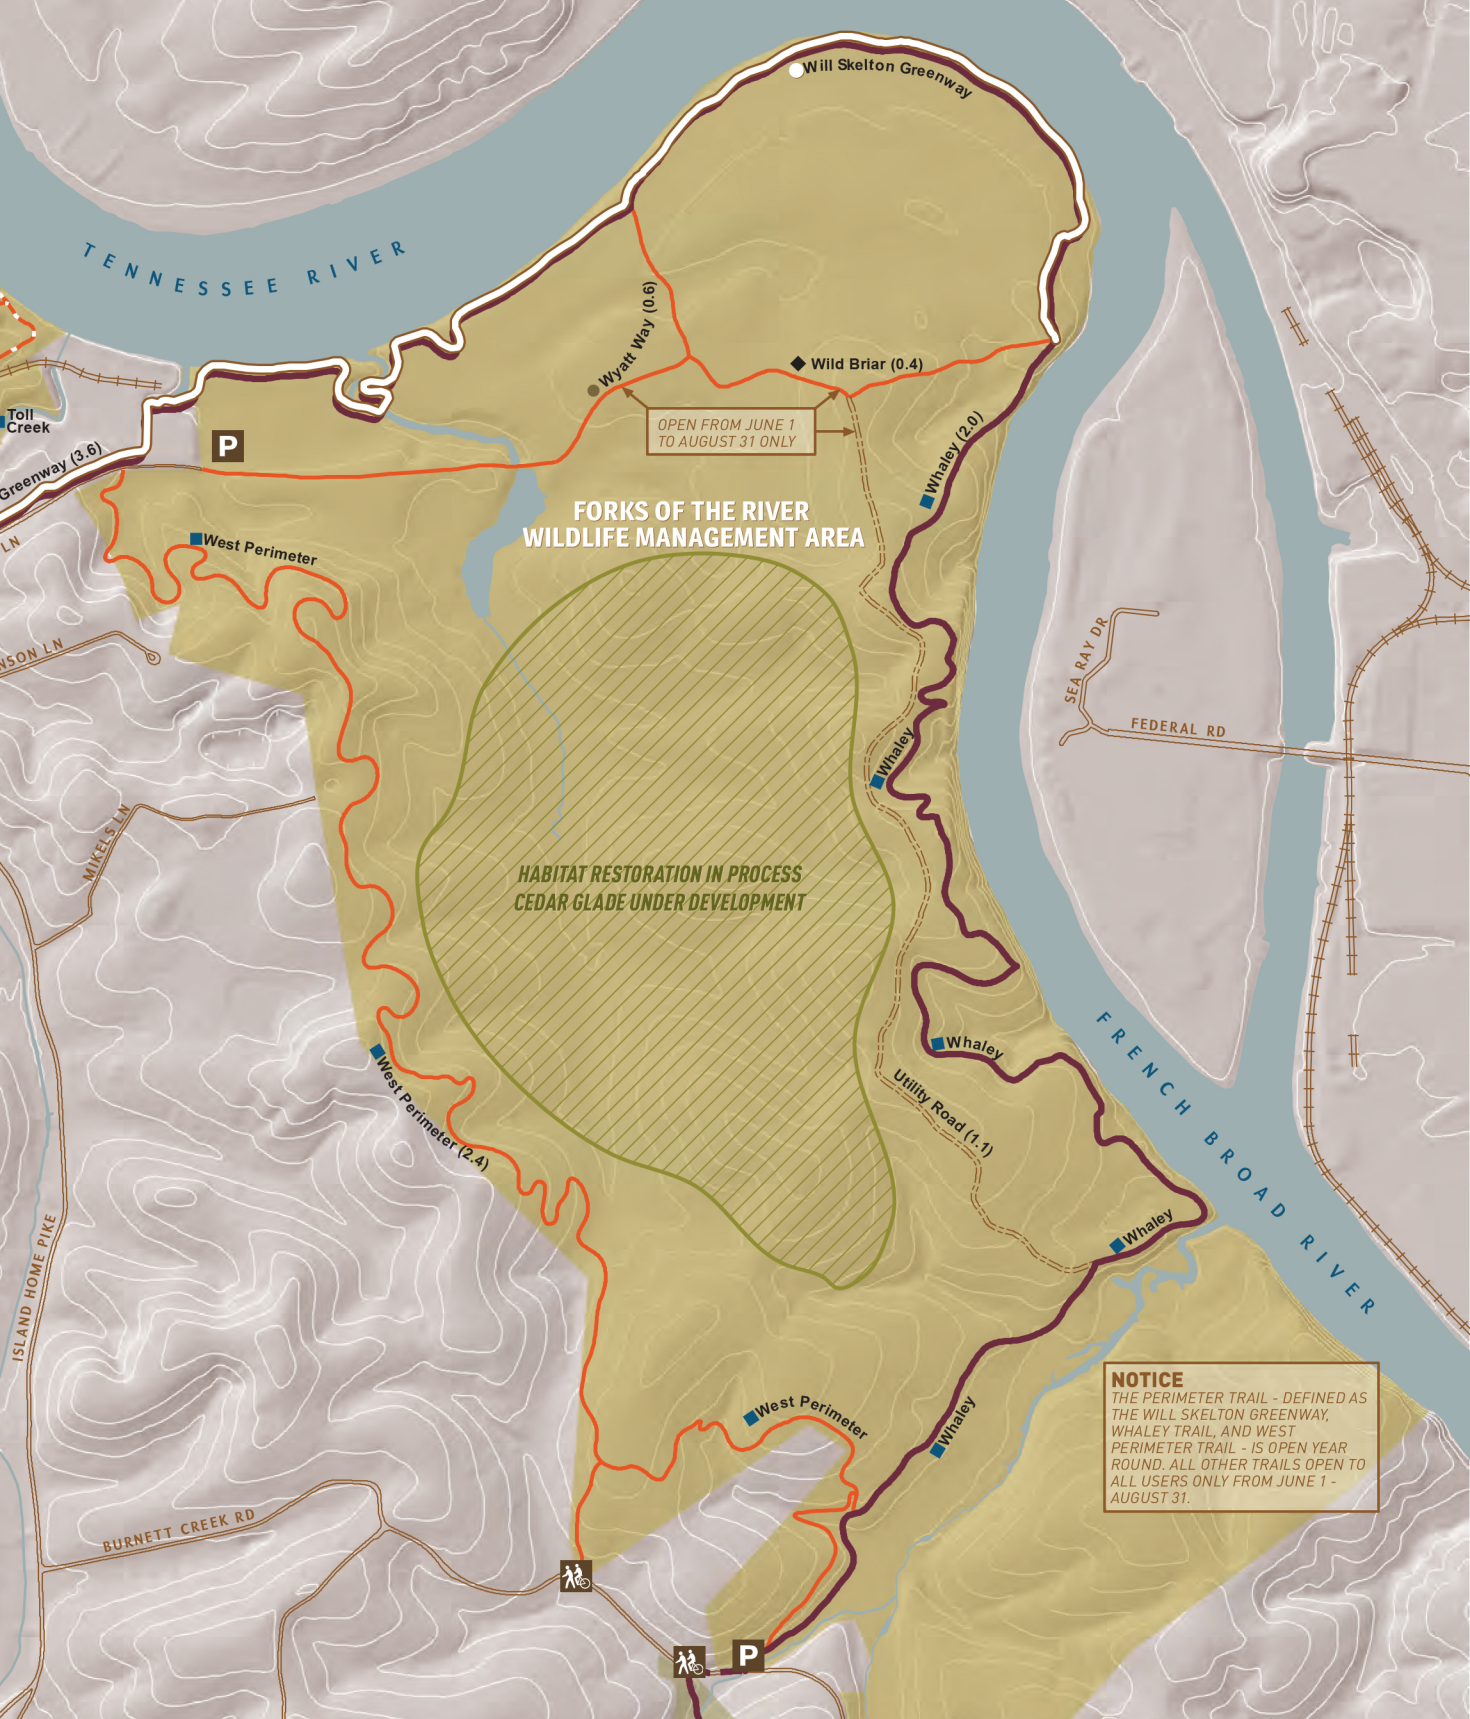 Will Skelton Greenway
TENNESSEE RIVER
Wyatt Way (0.6)
Wild Briar (0.4)
OPEN FROM JUNE 1
TO AUGUST 31 ONLY
Toll
Creek
Greenway (3.6)
P
LN
Whaley (2.0)
FORKS OF THE RIVER
WILDLIFE MANAGEMENT AREA
West Perimeter
NSON LN
SEA RAY DR
FEDERAL RD
Whaley
MIKELS LN
HABITAT RESTORATION IN PROCESS
CEDAR GLADE UNDER DEVELOPMENT
FRENCH BROAD RIVER
Whaley
West Perimeter (2.4)
Utility Road (1.1)
Whaley
ISLAND HOME PIKE
NOTICE
THE PERIMETER TRAIL - DEFINED AS
THE WILL SKELTON GREENWAY,
WHALEY TRAIL, AND WEST
PERIMETER TRAIL - IS OPEN YEAR
ROUND. ALL OTHER TRAILS OPEN TO
ALL USERS ONLY FROM JUNE 1 -
AUGUST 31.
West Perimeter
Whaley
BURNETT CREEK RD
P